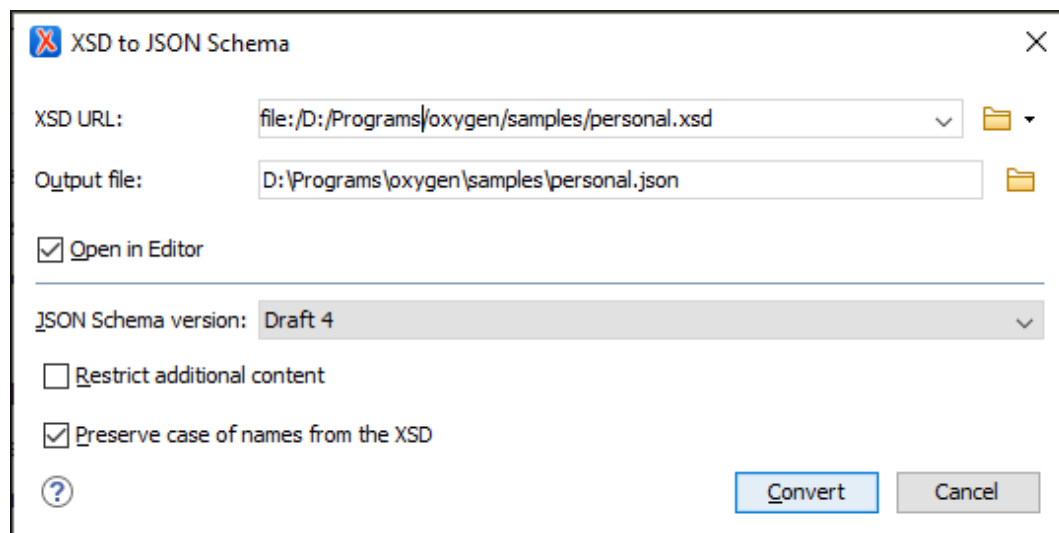 XSD to JSON Schema
XSD URL: file:/D:/Programs/oxygen/samples/personal.xsd
Output file: D:\Programs\oxygen\samples\personal.json
Open in Editor
JSON Schema version: Draft 4
Restrict additional content
Preserve case of names from the XSD
? Convert Cancel